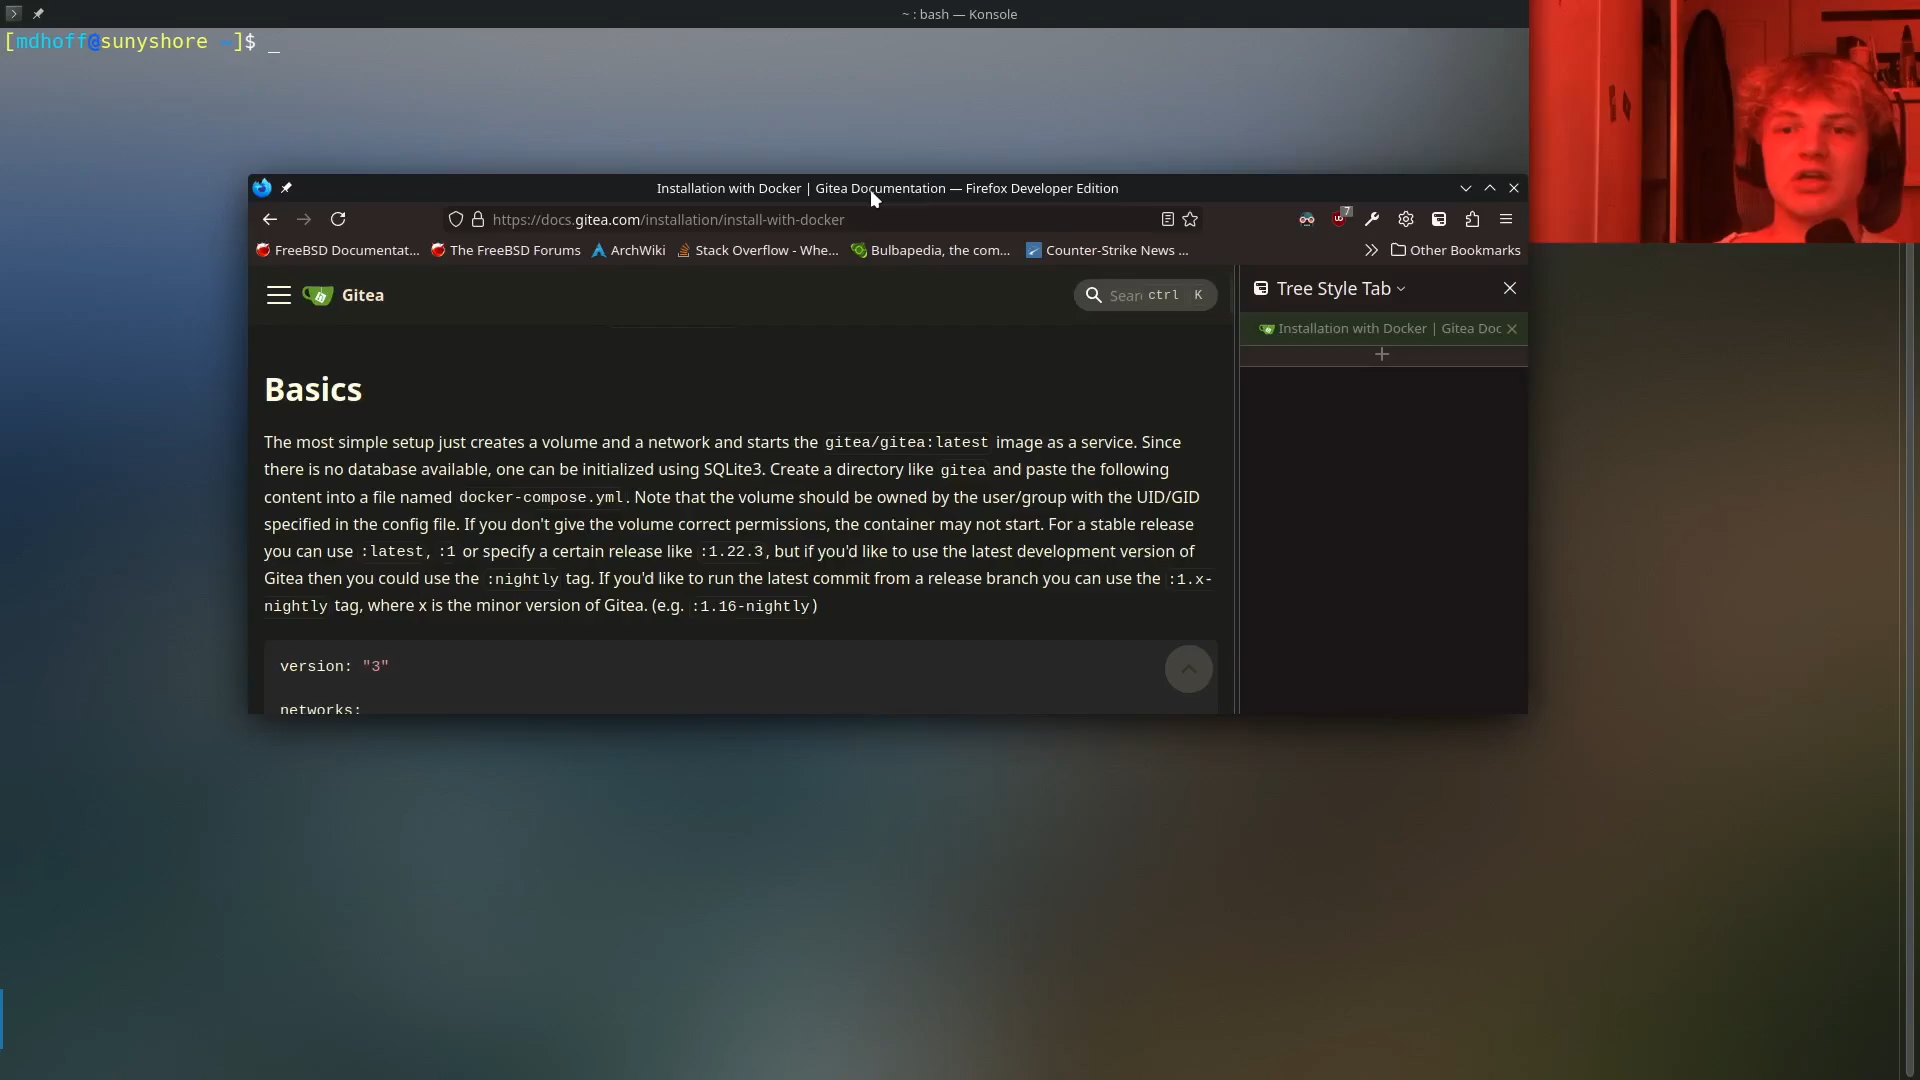 ~ : bash — Konsole
[mdhoff@sunyshore ~]$ _
Installation with Docker | Gitea Documentation — Firefox Developer Edition
https://docs.gitea.com/installation/install-with-docker
7
FreeBSD Documentat... The FreeBSD Forums ArchWiki Stack Overflow - Whe... Bulbapedia, the com... Counter-Strike News ... Other Bookmarks
Gitea
Sear ctrl K
Tree Style Tab
Installation with Docker | Gitea Doc
Basics
The most simple setup just creates a volume and a network and starts the gitea/gitea:latest image as a service. Since
there is no database available, one can be initialized using SQLite3. Create a directory like gitea and paste the following
content into a file named docker-compose.yml. Note that the volume should be owned by the user/group with the UID/GID
specified in the config file. If you don't give the volume correct permissions, the container may not start. For a stable release
you can use :latest, :1 or specify a certain release like :1.22.3, but if you'd like to use the latest development version of
Gitea then you could use the :nightly tag. If you'd like to run the latest commit from a release branch you can use the :1.x-
nightly tag, where x is the minor version of Gitea. (e.g. :1.16-nightly)
version: "3"
networks: